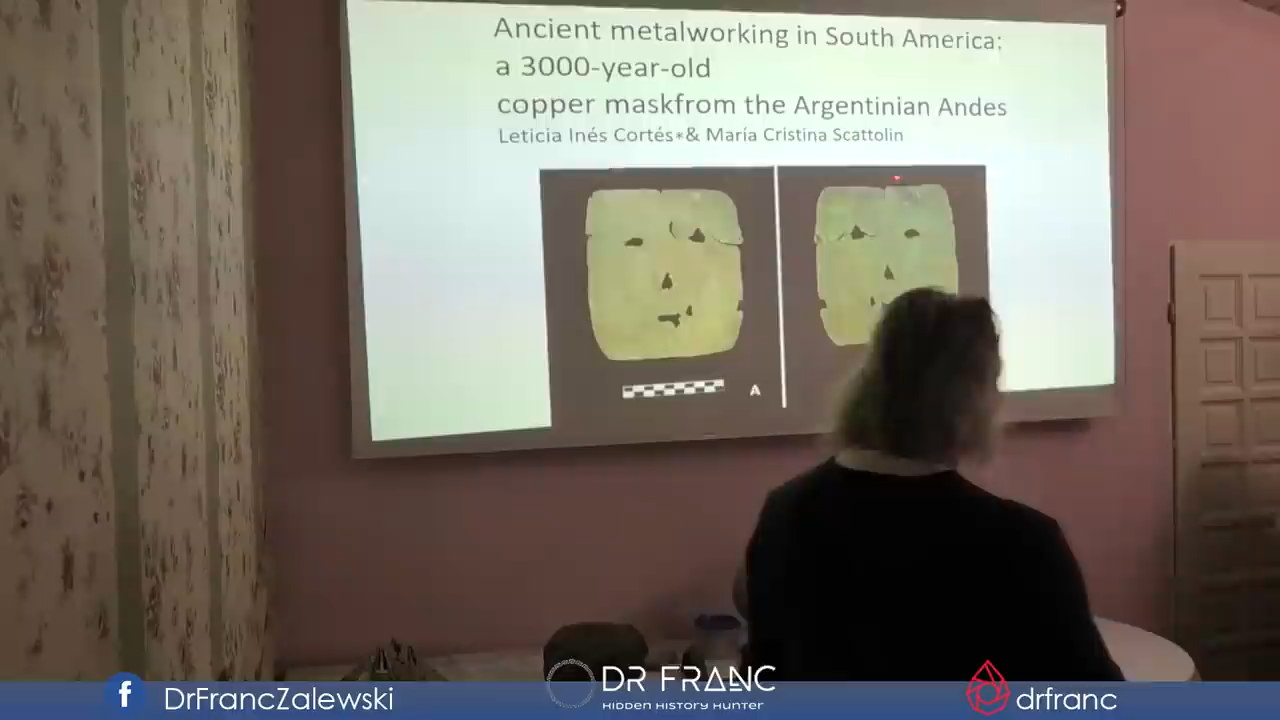 Ancient metalworking in South America:
a 3000-year-old
copper maskfrom the Argentinian Andes
Leticia Inés Cortés∗& María Cristina Scattolin
A
f DrFrancZalewski
DR FRANC
HIDDEN HISTORY HUNTER
drfranc